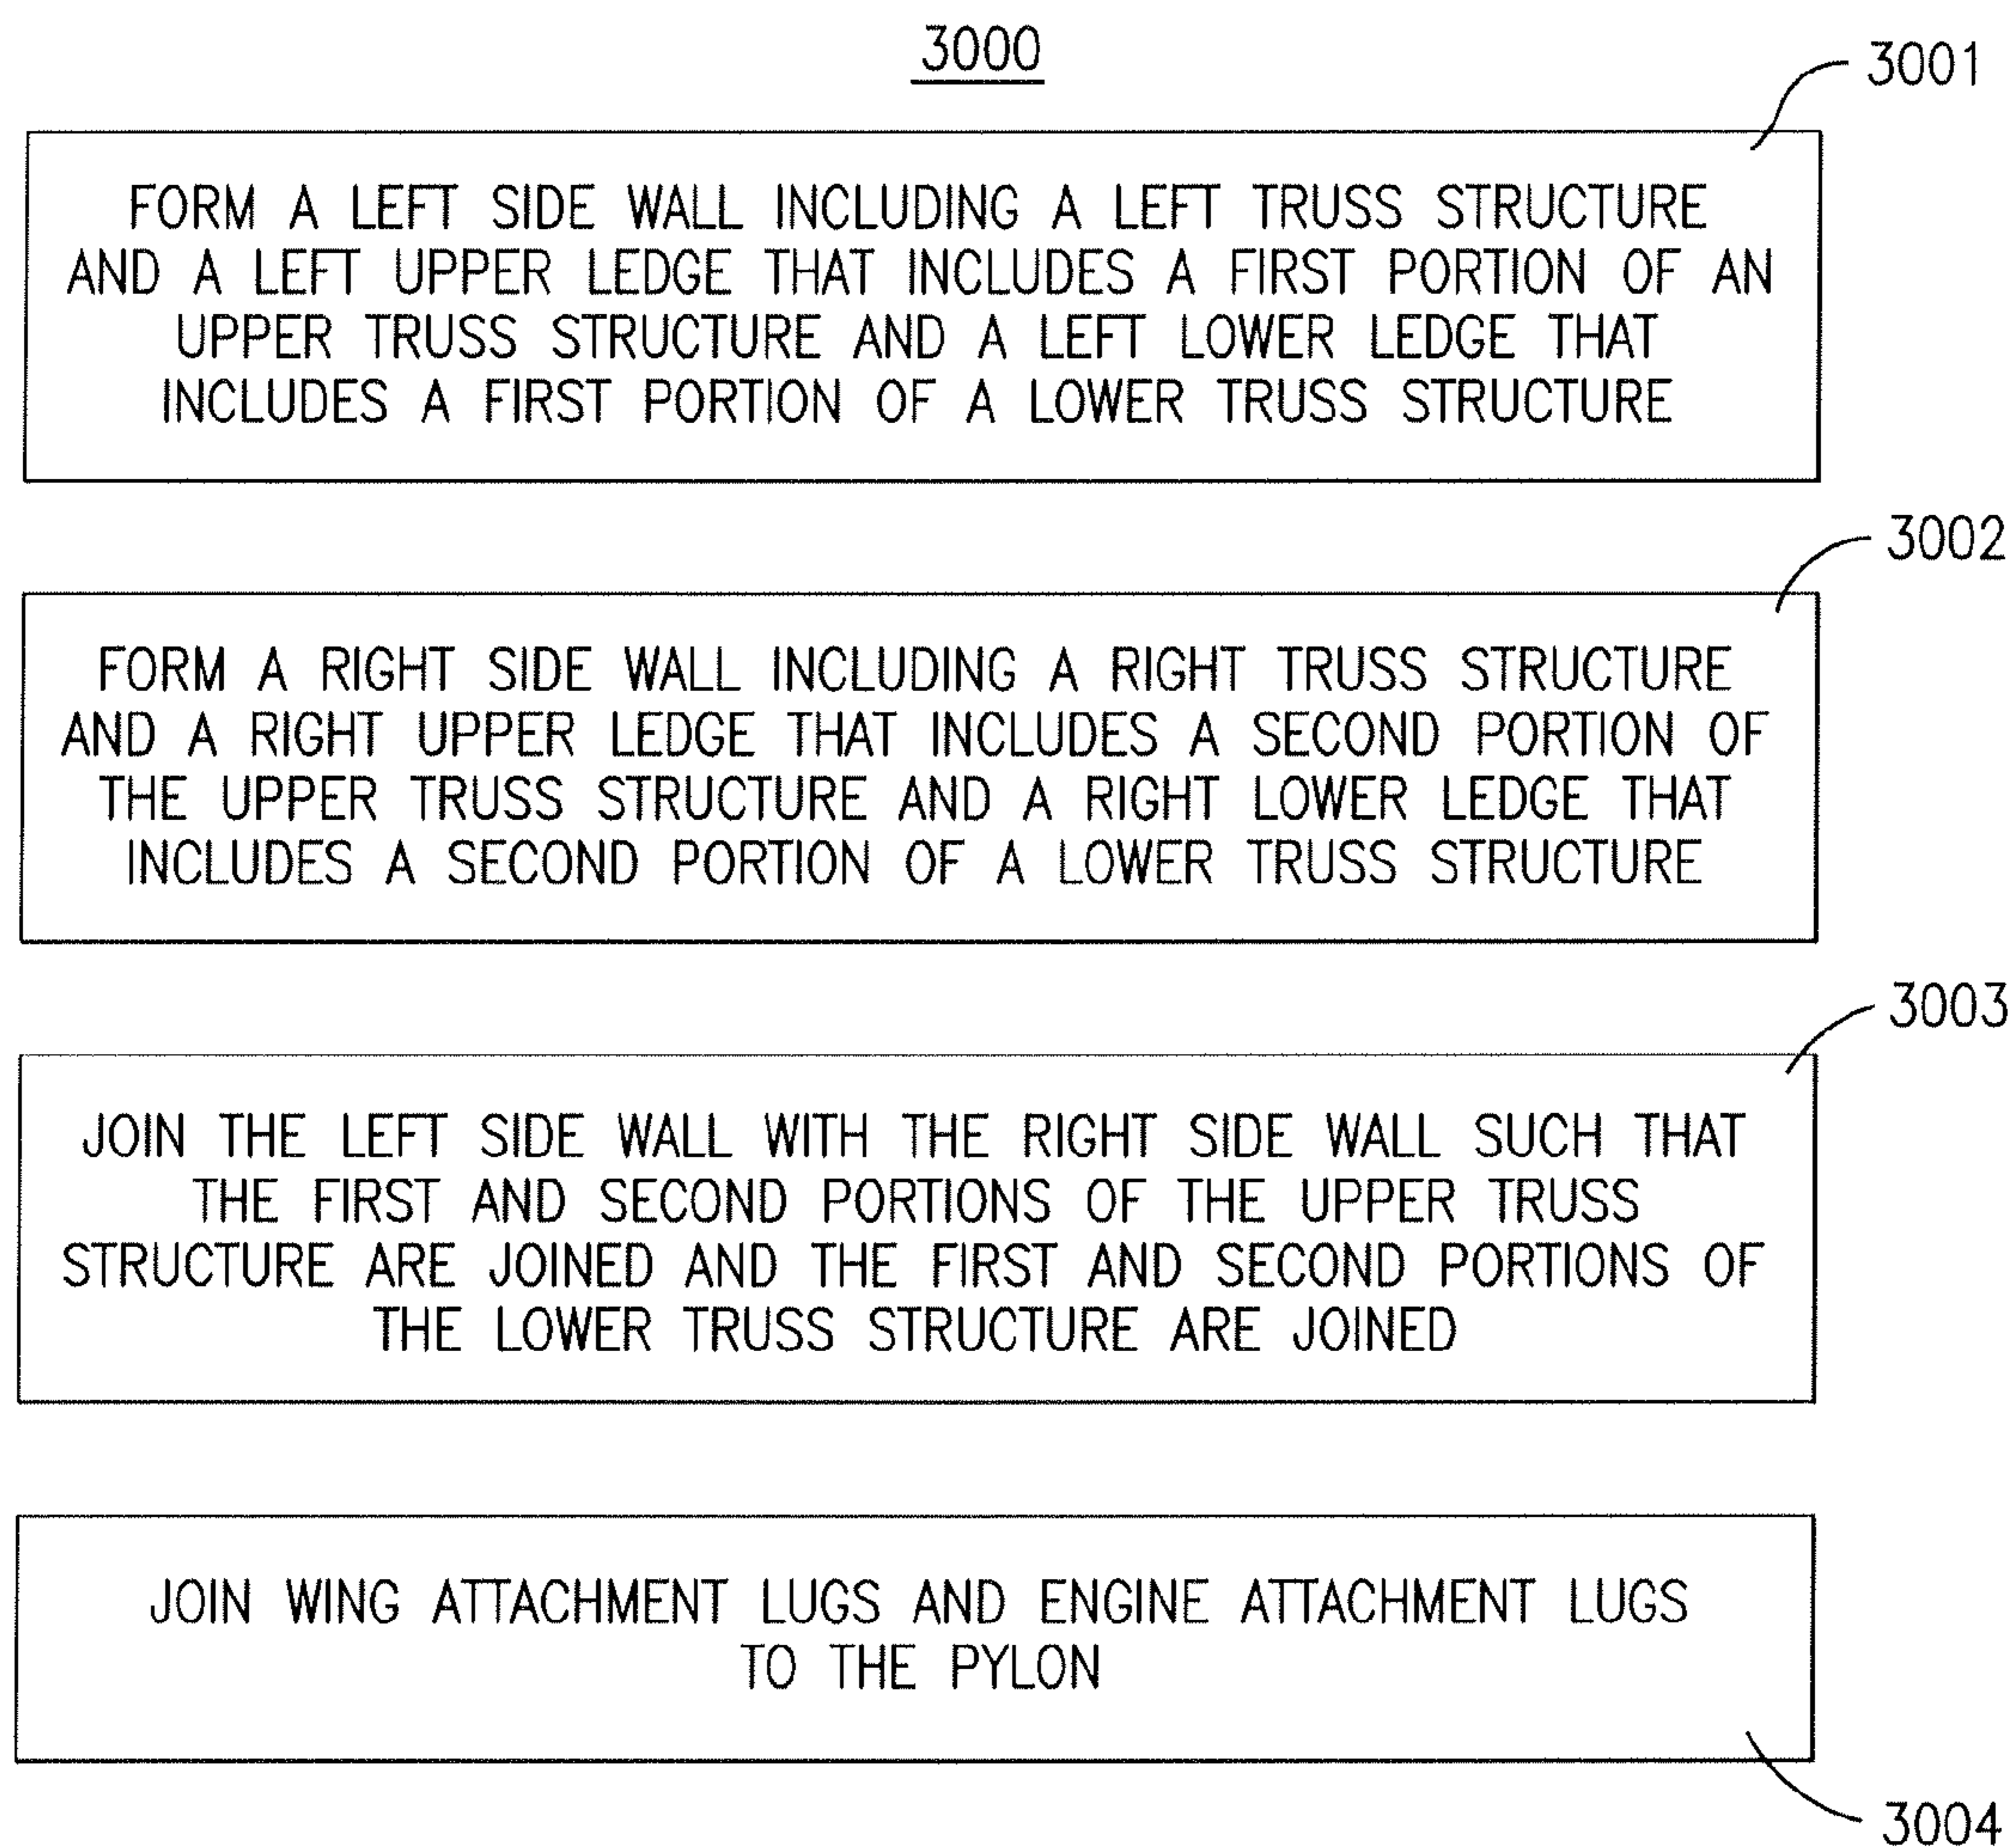 3000
3001
FORM A LEFT SIDE WALL INCLUDING A LEFT TRUSS STRUCTURE
AND A LEFT UPPER LEDGE THAT INCLUDES A FIRST PORTION OF AN
UPPER TRUSS STRUCTURE AND A LEFT LOWER LEDGE THAT
INCLUDES A FIRST PORTION OF A LOWER TRUSS STRUCTURE
3002
FORM A RIGHT SIDE WALL INCLUDING A RIGHT TRUSS STRUCTURE
AND A RIGHT UPPER LEDGE THAT INCLUDES A SECOND PORTION OF
THE UPPER TRUSS STRUCTURE AND A RIGHT LOWER LEDGE THAT
INCLUDES A SECOND PORTION OF A LOWER TRUSS STRUCTURE
3003
JOIN THE LEFT SIDE WALL WITH THE RIGHT SIDE WALL SUCH THAT
THE FIRST AND SECOND PORTIONS OF THE UPPER TRUSS
STRUCTURE ARE JOINED AND THE FIRST AND SECOND PORTIONS OF
THE LOWER TRUSS STRUCTURE ARE JOINED
JOIN WING ATTACHMENT LUGS AND ENGINE ATTACHMENT LUGS
TO THE PYLON
3004